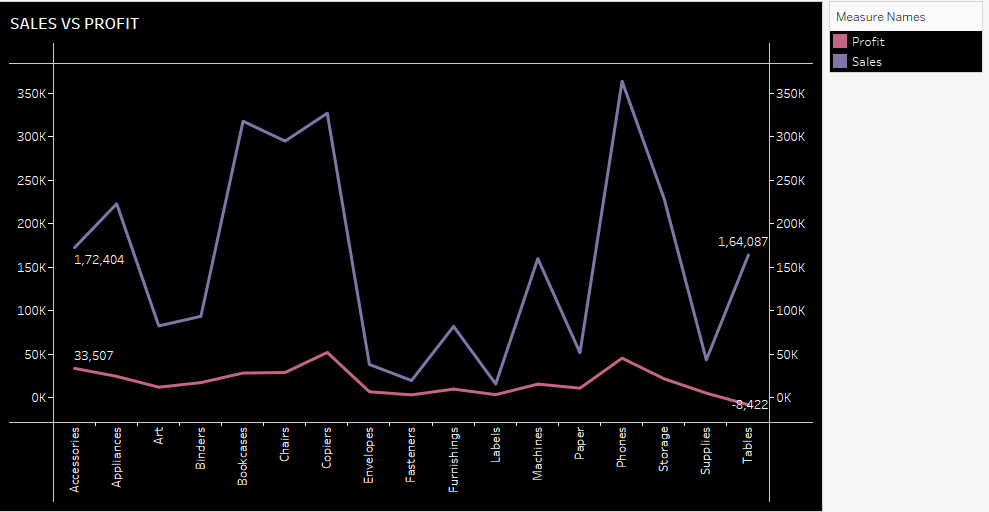 SALES VS PROFIT
Measure Names
Profit
Sales
350K 350K
300K 300K
250K 250K
200K 200K
150K 150K
100K 100K
50K 50K
0K 0K
1,72,404
1,64,087
33,507
-8,422
Accessories
Appliances
Art
Binders
Bookcases
Chairs
Copiers
Envelopes
Fasteners
Furnishings
Labels
Machines
Paper
Phones
Storage
Supplies
Tables